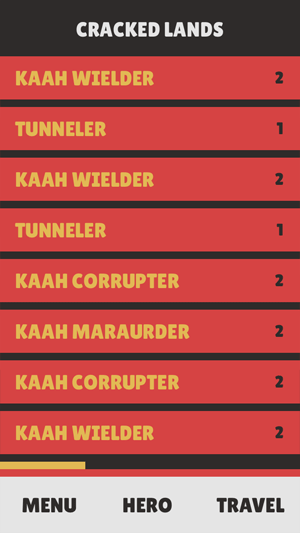 CRACKED LANDS
KAAH WIELDER 2
TUNNELER 1
KAAH WIELDER 2
TUNNELER 1
KAAH CORRUPTER 2
KAAH MARAURDER 2
KAAH CORRUPTER 2
KAAH WIELDER 2
MENU HERO TRAVEL